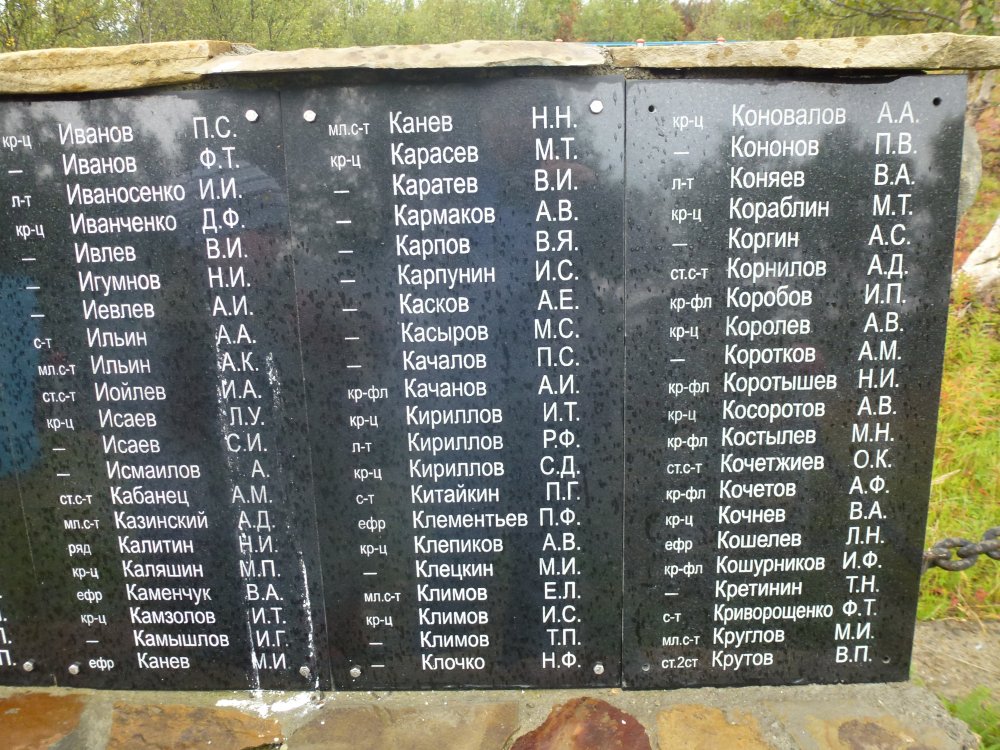 кр-ц Иванов П.С.
— Иванов Ф.Т.
л-т Иваносенко И.И.
кр-ц Иванченко Д.Ф.
— Ивлев В.И.
— Игумнов Н.И.
— Иевлев А.И.
с-т Ильин А.А.
мл.с-т Ильин А.К.
ст.с-т Иойлев И.А.
кр-ц Исаев Л.У.
— Исаев С.И.
— Исмаилов А.
ст.с-т Кабанец А.М.
мл.с-т Казинский А.Д.
ряд Калитин Н.И.
кр-ц Каляшин М.П.
ефр Каменчук В.А.
кр-ц Камзолов И.Т.
— Камышлов И.Г.
ефр Канев М.И
мл.с-т Канев Н.Н.
кр-ц Карасев М.Т.
— Каратев В.И.
— Кармаков А.В.
— Карпов В.Я.
— Карпунин И.С.
— Касков А.Е.
— Касыров М.С.
— Качалов П.С.
кр-фл Качанов А.И.
кр-ц Кириллов И.Т.
л-т Кириллов Р.Ф.
кр-ц Кириллов С.Д.
с-т Китайкин П.Г.
ефр Клементьев П.Ф.
кр-ц Клепиков А.В.
— Клецкин М.И.
мл.с-т Климов Е.Л.
кр-ц Климов И.С.
— Климов Т.П.
— Клочко Н.Ф.
кр-ц Коновалов А.А.
— Кононов П.В.
л-т Коняев В.А.
кр-ц Кораблин М.Т.
— Коргин А.С.
ст.с-т Корнилов А.Д.
кр-фл Коробов И.П.
кр-ц Королев А.В.
— Коротков А.М.
кр-фл Коротышев Н.И.
кр-ц Косоротов А.В.
кр-фл Костылев М.Н.
ст.с-т Кочетжиев О.К.
кр-фл Кочетов А.Ф.
кр-ц Кочнев В.А.
ефр Кошелев Л.Н.
кр-фл Кошурников И.Ф.
— Кретинин Т.Н.
с-т Криворощенко Ф.Т.
мл.с-т Круглов М.И.
ст.2ст Крутов В.П.